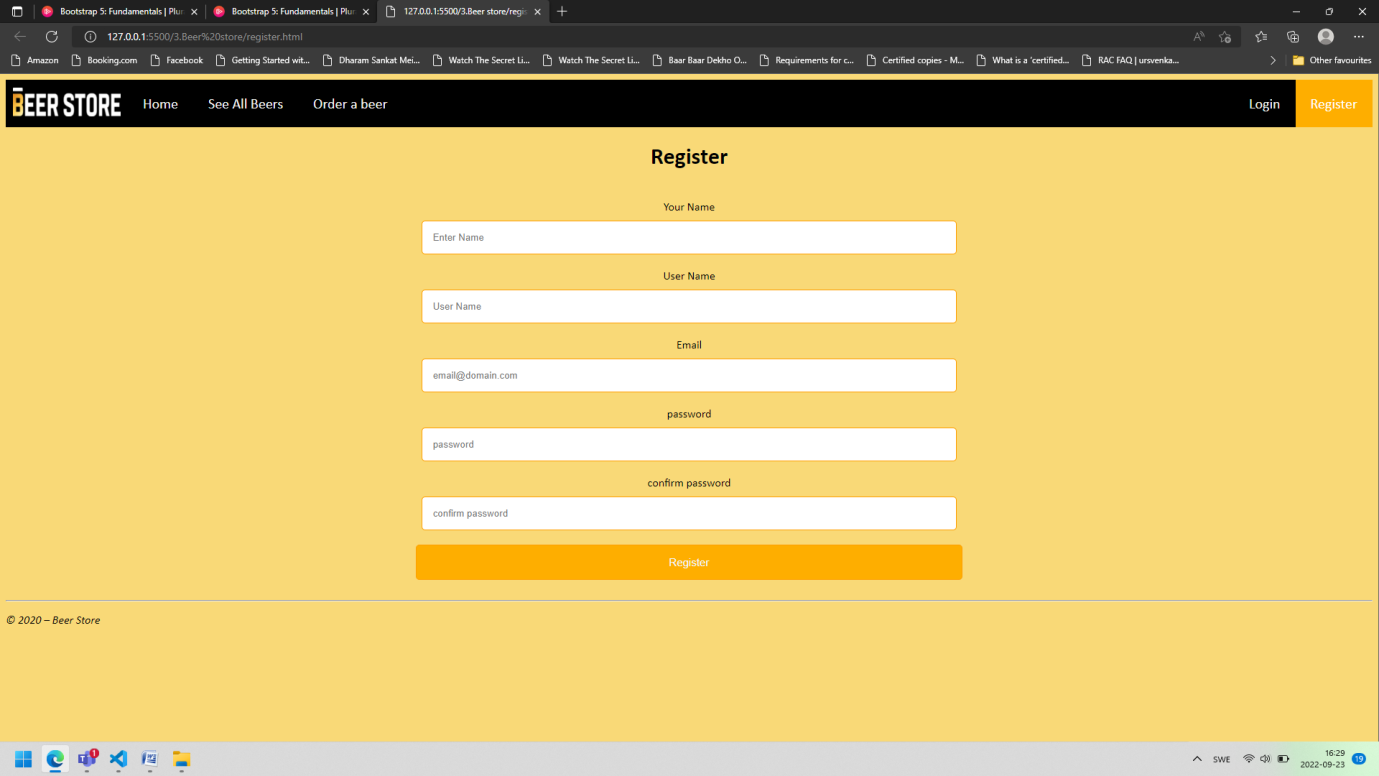 Bootstrap 5: Fundamentals | Plur
Bootstrap 5: Fundamentals | Plur
127.0.0.1:5500/3.Beer store/regis
127.0.0.1:5500/3.Beer%20store/register.html
Amazon Booking.com Facebook Getting Started wit... Dharam Sankat Mei... Watch The Secret Li... Watch The Secret Li... Baar Baar Dekho O... Requirements for c... Certified copies - M... What is a 'certified... RAC FAQ | ursvenka... Other favourites
BEER STORE Home See All Beers Order a beer Login Register
Register
Your Name
Enter Name
User Name
User Name
Email
email@domain.com
password
password
confirm password
confirm password
Register
© 2020 – Beer Store
1
SWE
16:29
2022-09-23
19